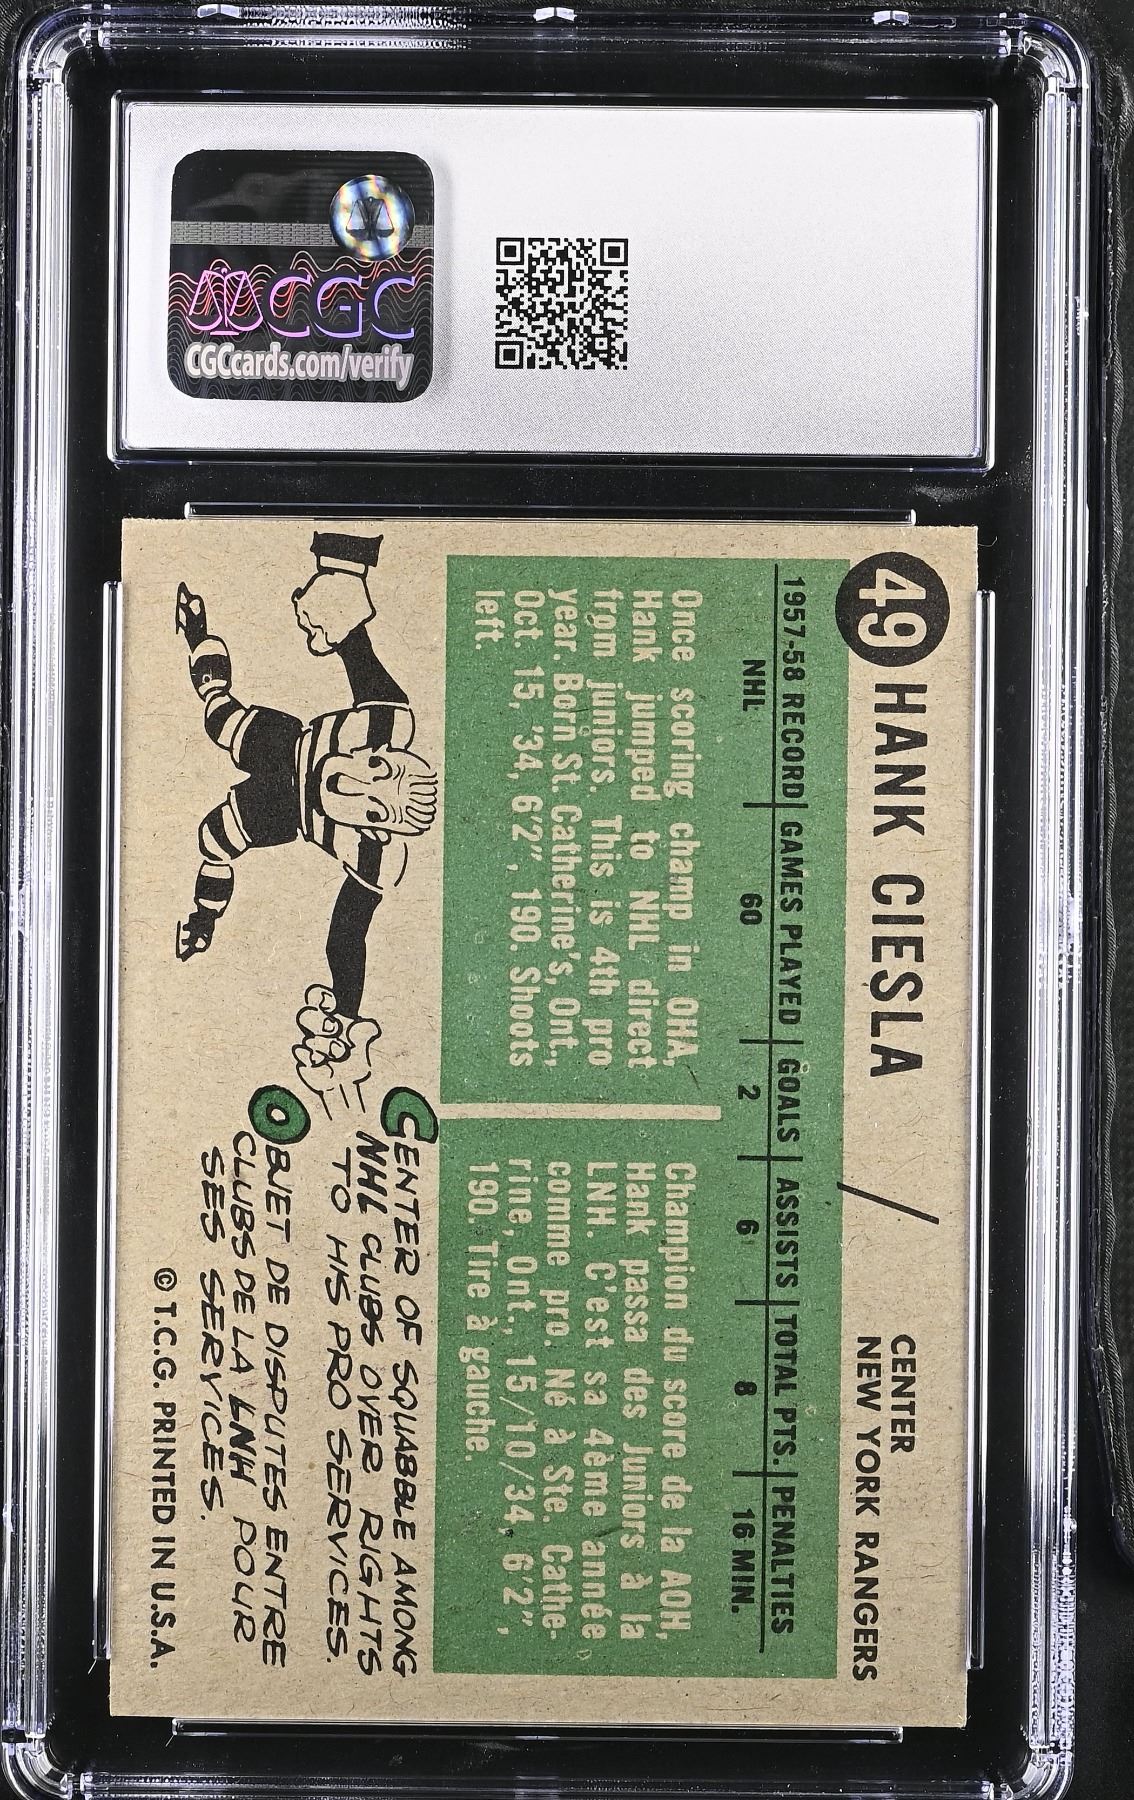 CGC
CGCcards.com/verify
49 HANK CIESLA / CENTER
NEW YORK RANGERS
1957-58 RECORD | GAMES PLAYED | GOALS | ASSISTS | TOTAL PTS. | PENALTIES
NHL 60 2 6 8 16 MIN.
Once scoring champ in OHA,
Hank jumped to NHL direct
from juniors. This is 4th pro
year. Born St. Catherine's, Ont.,
Oct 15, '34, 6'2", 190. Shoots
left.
Champion du score de la AOH,
Hank passa des Juniors à la
LNH. C'est sa 4ème année
comme pro. Né à Ste. Cathe-
rine, Ont., 15/10/34, 6'2",
190. Tire à gauche.
CENTER OF SQUABBLE AMONG
NHL CLUBS OVER RIGHTS
TO HIS PRO SERVICES.
OBJET DE DISPUTES ENTRE
CLUBS DE LA LNH POUR
SES SERVICES.
© T.C.G. PRINTED IN U.S.A.